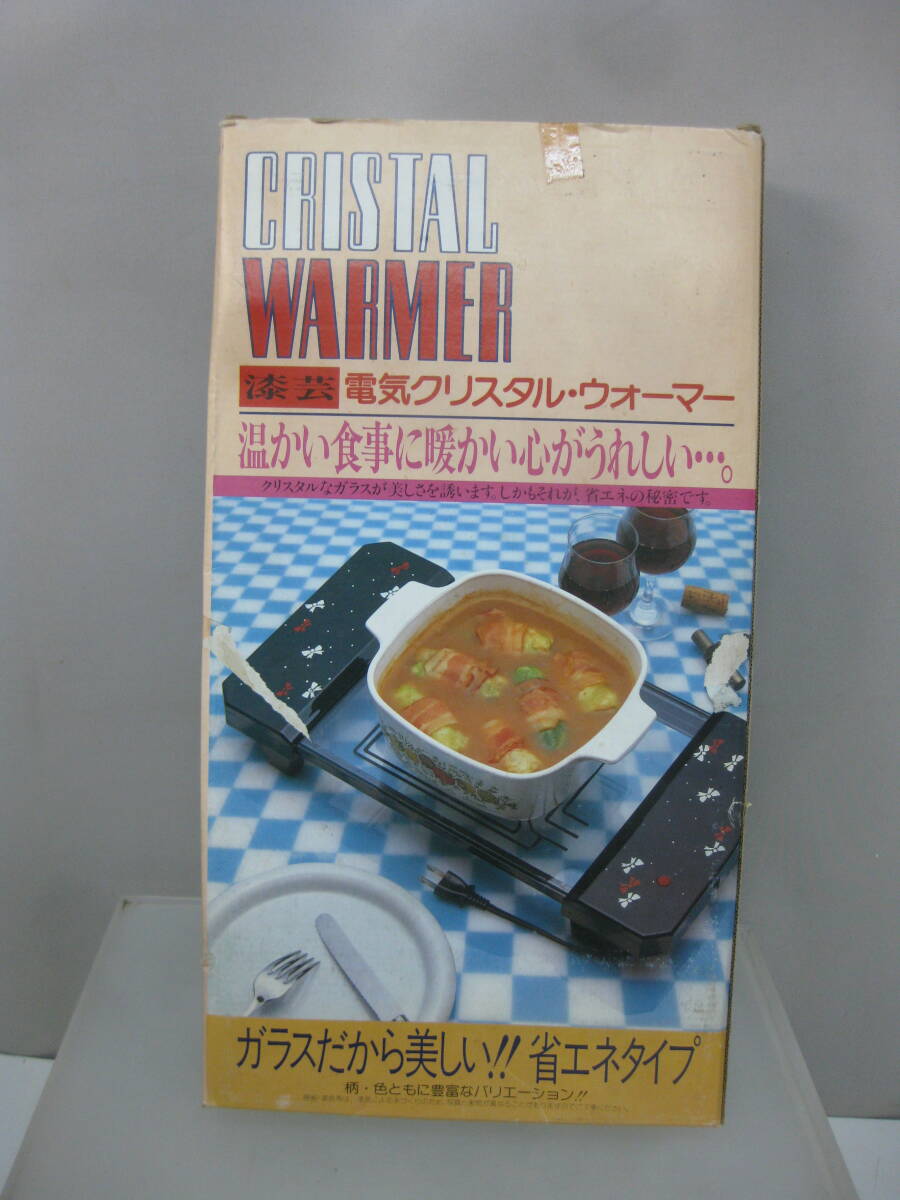 CRISTAL
WARMER
漆芸 電気クリスタル・ウォーマー
温かい食事に暖かい心がうれしい…。
クリスタルなガラスが美しさを誘います。しかもそれが、省エネの秘密です。
ガラスだから美しい!! 省エネタイプ
柄・色ともに豊富なバリエーション!!